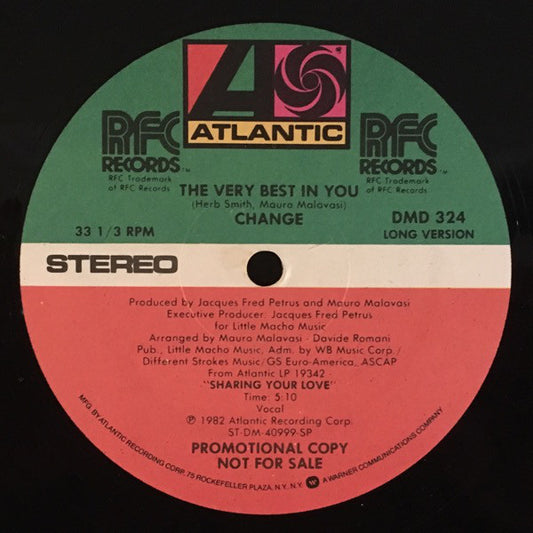 ATLANTIC
RFC RECORDS™
RFC Trademark
of RFC Records
RFC RECORDS™
RFC Trademark
of RFC Records
THE VERY BEST IN YOU
(Herb Smith, Mauro Malavasi)
CHANGE
33 1/3 RPM
DMD 324
LONG VERSION
STEREO
Produced by Jacques Fred Petrus and Mauro Malavasi
Executive Producer: Jacques Fred Petrus
for Little Macho Music
Arranged by Mauro Malavasi - Davide Romani
Pub., Little Macho Music, Adm. by WB Music Corp./
Different Strokes Music/GS Euro-America, ASCAP
From Atlantic LP 19342 -
"SHARING YOUR LOVE"
Time: 5:10
Vocal
℗ 1982 Atlantic Recording Corp.
ST-DM-40999-SP
PROMOTIONAL COPY
NOT FOR SALE
MFG. BY ATLANTIC RECORDING CORP., 75 ROCKEFELLER PLAZA, N.Y., N.Y. A WARNER COMMUNICATIONS COMPANY